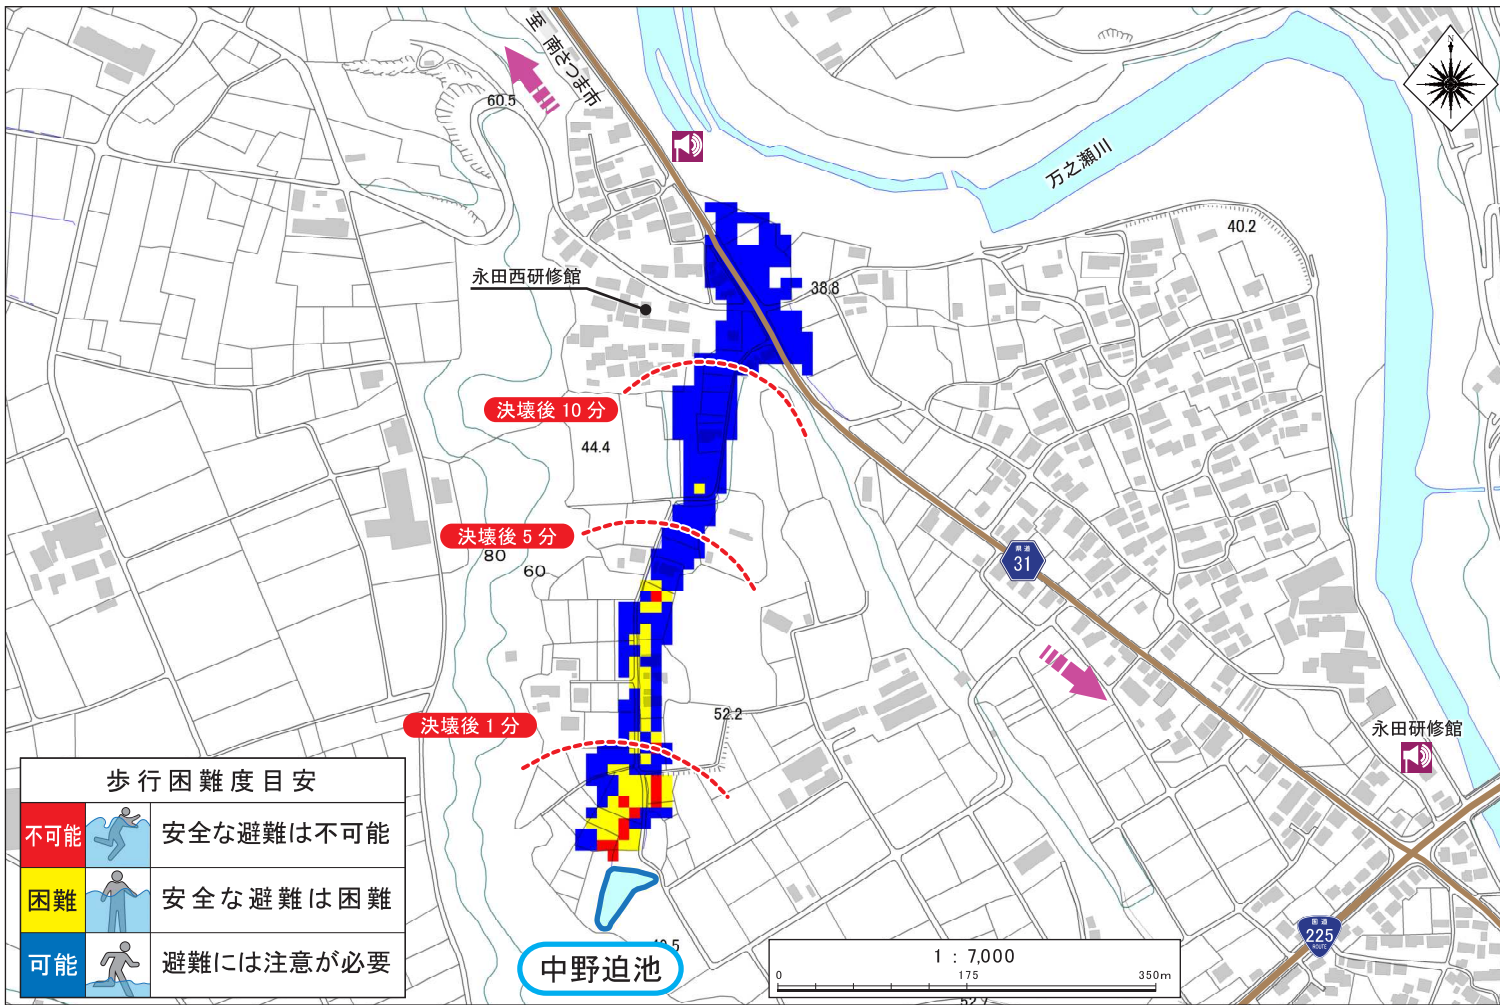 至 南さつま市
N
60.5
万之瀬川
40.2
永田西研修館
38.8
決壊後 10 分
44.4
決壊後 5 分
80
60
県道
31
52.2
決壊後 1 分
永田研修館
歩行困難度目安
不可能 安全な避難は不可能
困難 安全な避難は困難
可能 避難には注意が必要
国道
225
ROUTE
中野迫池
1 : 7,000
0 175 350m